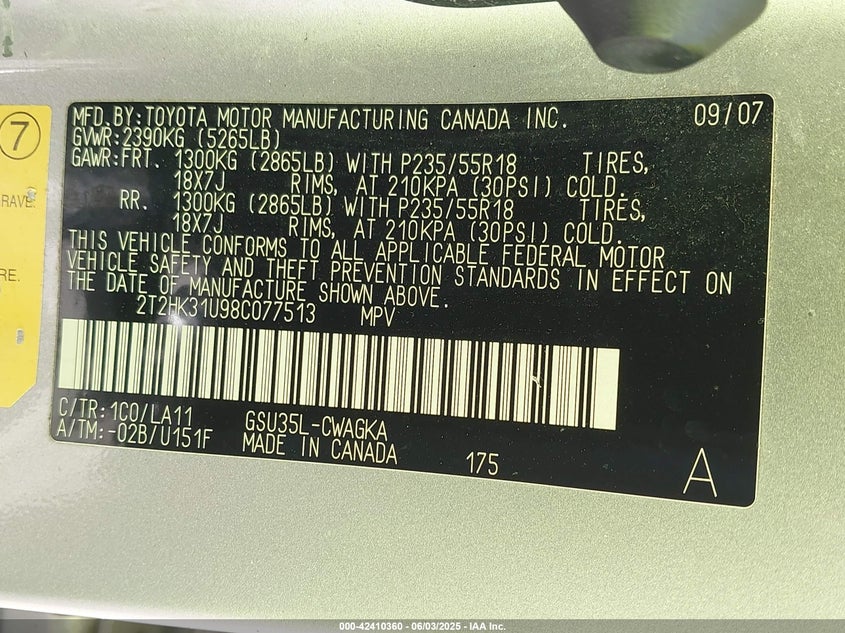 MFD.BY:TOYOTA MOTOR MANUFACTURING CANADA INC. 09/07
GVWR:2390KG (5265LB)
GAWR:FRT. 1300KG (2865LB) WITH P235/55R18 TIRES,
18X7J RIMS, AT 210KPA (30PSI) COLD.
RR. 1300KG (2865LB) WITH P235/55R18 TIRES,
18X7J RIMS, AT 210KPA (30PSI) COLD.
THIS VEHICLE CONFORMS TO ALL APPLICABLE FEDERAL MOTOR
VEHICLE SAFETY AND THEFT PREVENTION STANDARDS IN EFFECT ON
THE DATE OF MANUFACTURE SHOWN ABOVE.
2T2HK31U98C077513 MPV
C/TR:1C0/LA11 GSU35L-CWAGKA
A/TM:-02B/U151F MADE IN CANADA 175 A
7
RAVE
RE.
000-42410360 - 06/03/2025 - IAA Inc.